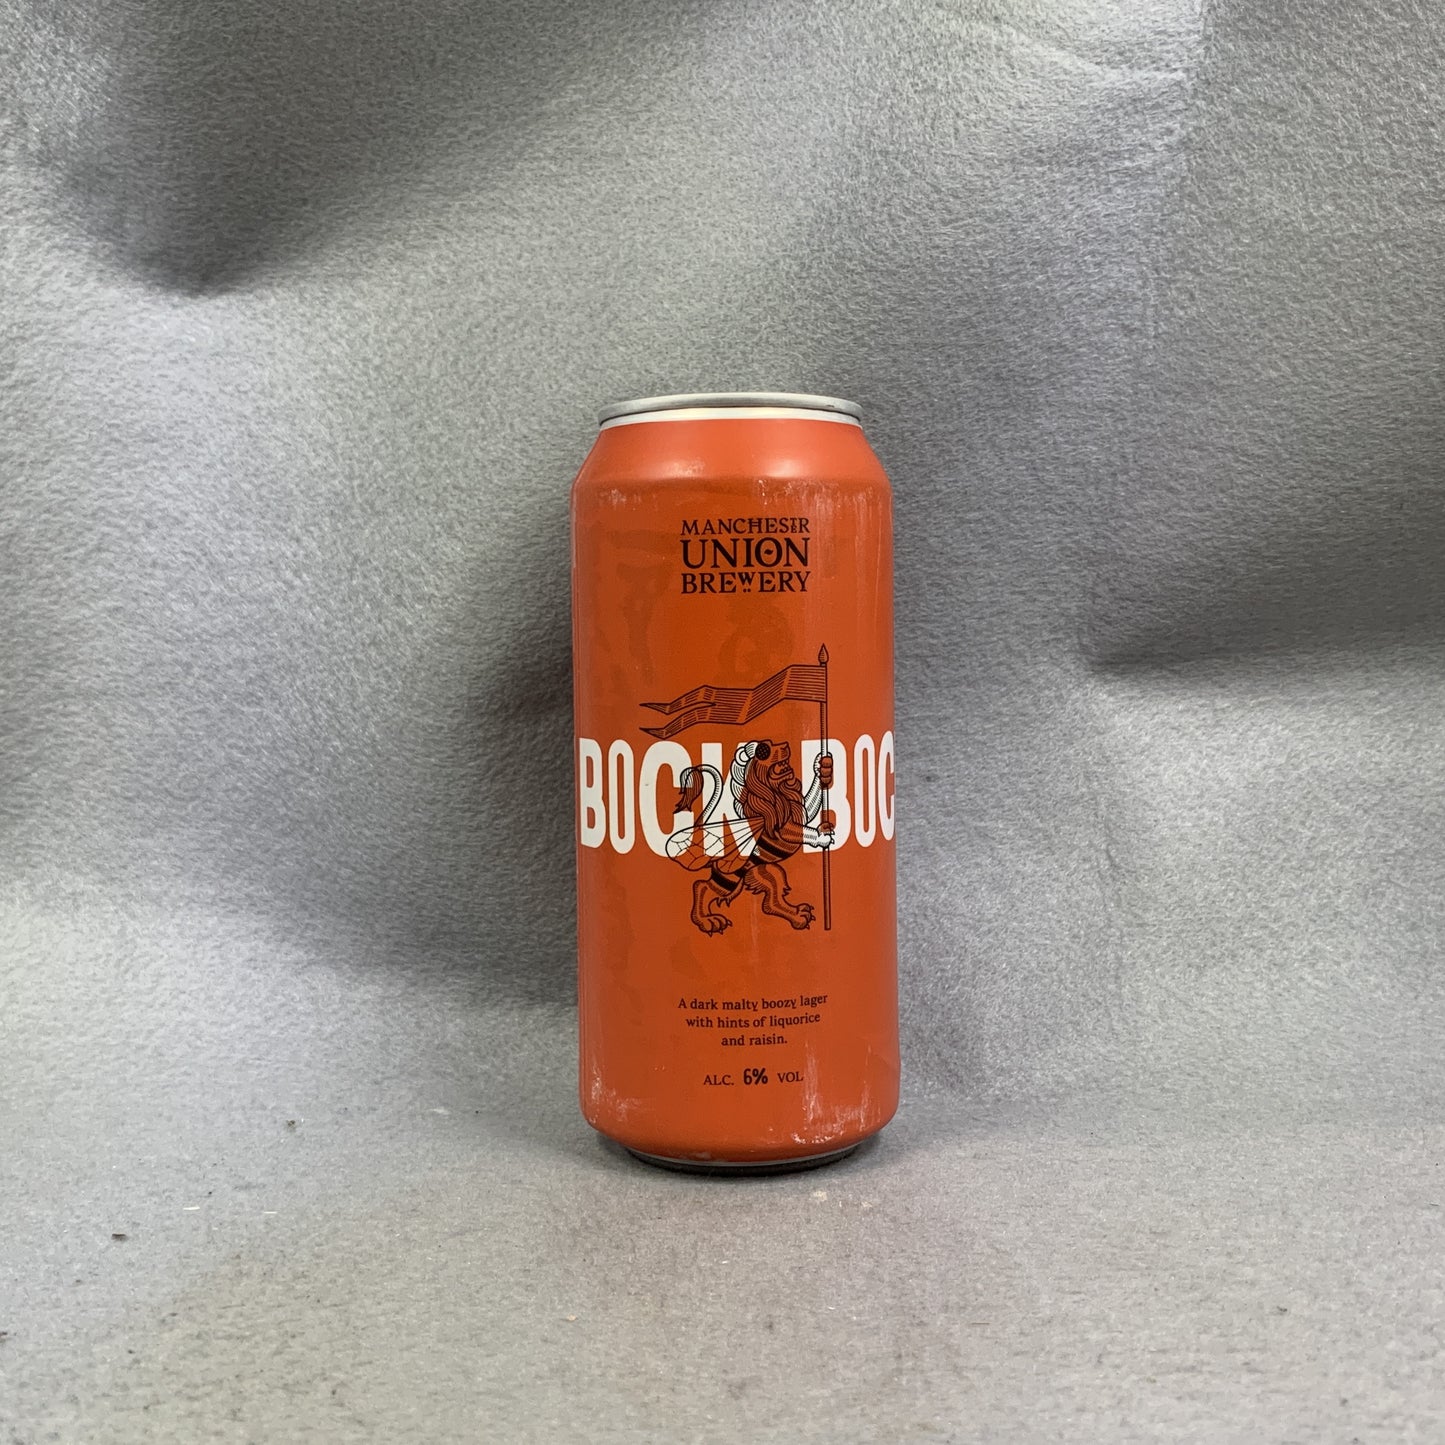 MANCHESTER
UNION
BREWERY
BOCK BOC
A dark malty boozy lager
with hints of liquorice
and raisin.
ALC. 6% VOL